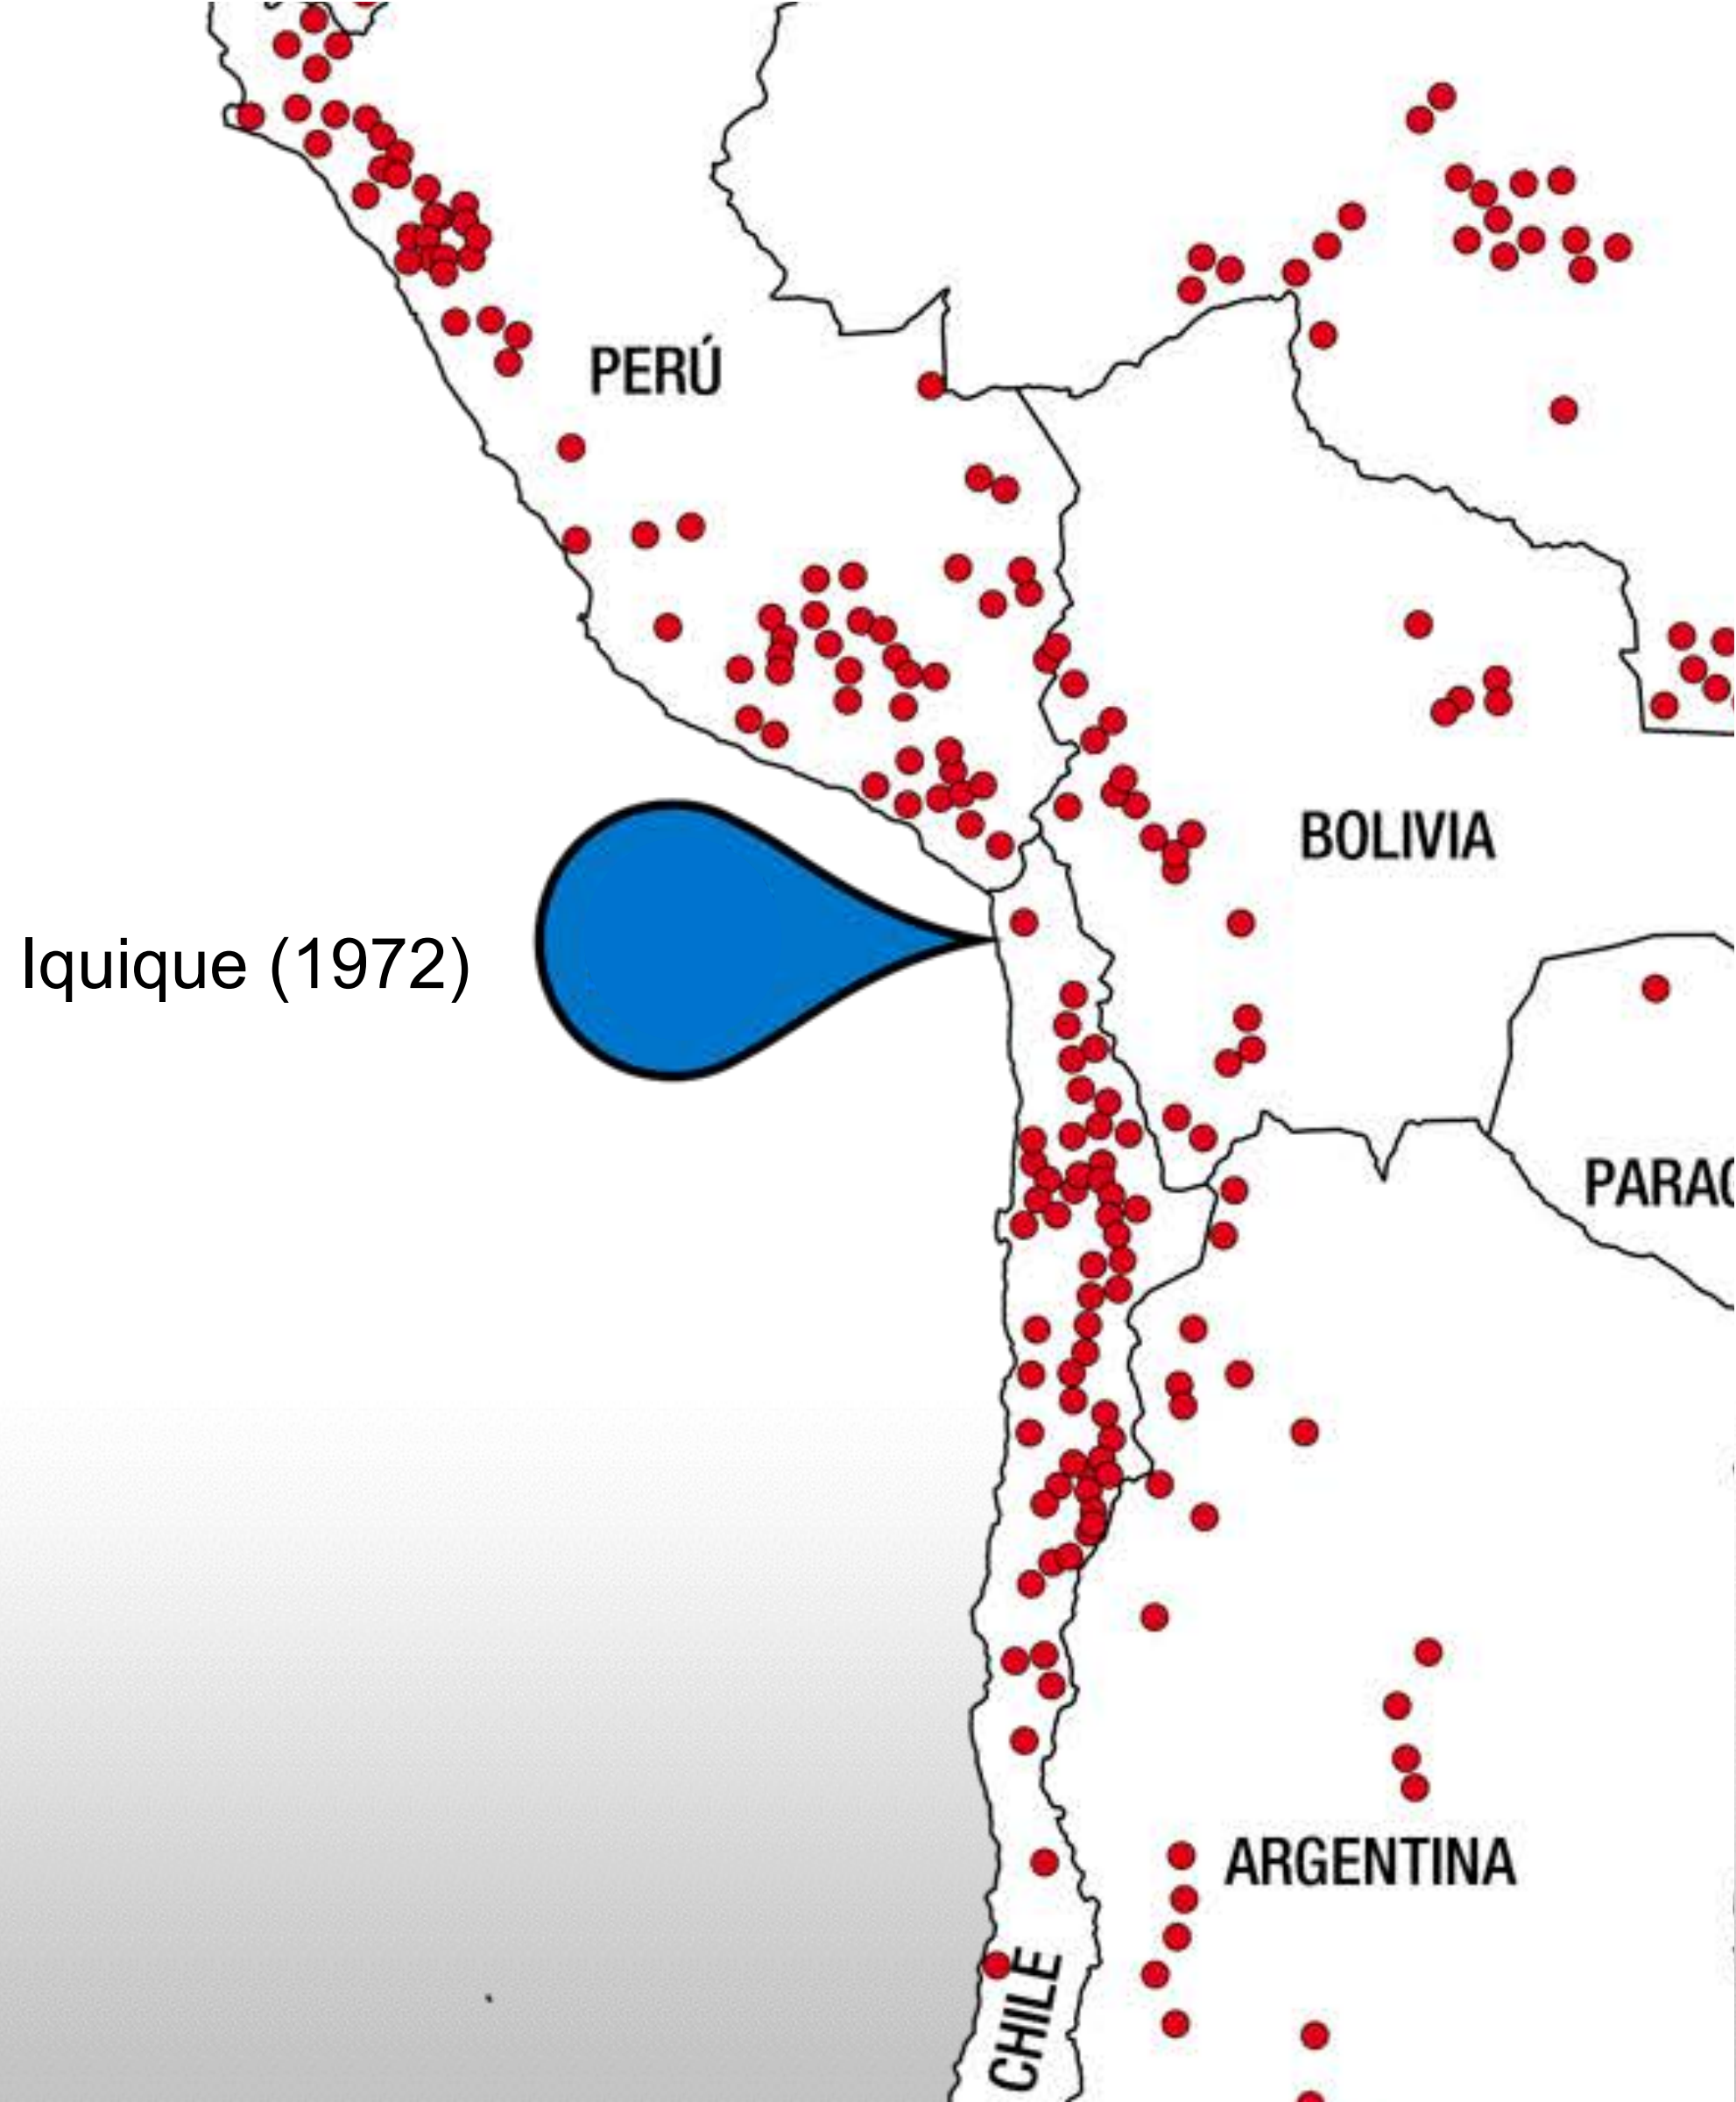 PERÚ
BOLIVIA
Iquique (1972)
PARAG
ARGENTINA
CHILE